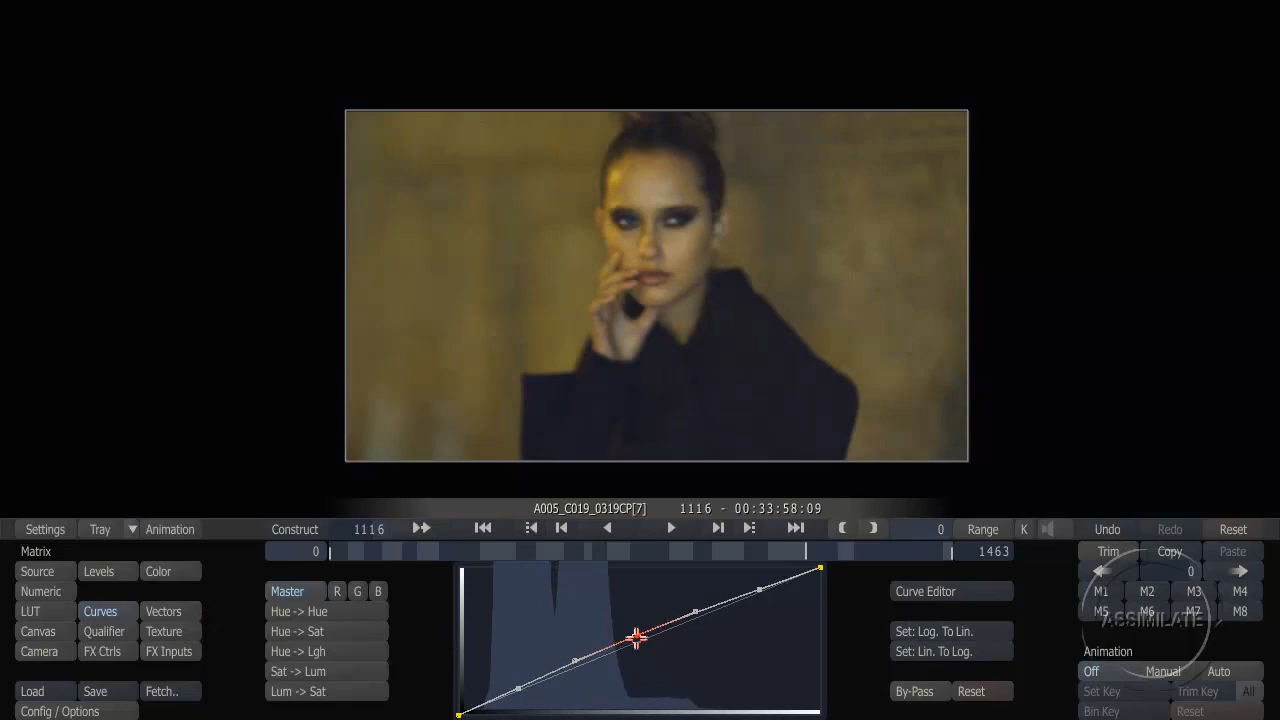 A005_C019_0319CP[7] 1116 - 00:33:58:09
Settings Tray Animation Construct 1116 0 Range K Undo Redo Reset
Matrix 0 1463 Trim Copy Paste
Source Levels Color 0
Numeric Master R G B Curve Editor M1 M2 M3 M4
LUT Curves Vectors Hue -> Hue M5 M6 M7 M8
ASSIMILATE
Canvas Qualifier Texture Hue -> Sat Set: Log. To Lin.
Camera FX Ctrls FX Inputs Hue -> Lgh Set: Lin. To Log. Animation
Sat -> Lum Off Manual Auto
Load Save Fetch.. Lum -> Sat By-Pass Reset Set Key Trim Key All
Config / Options Bin Key Reset